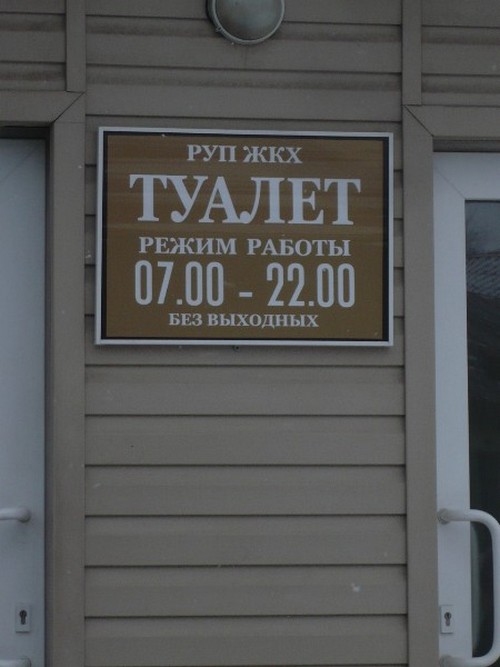 РУП ЖКХ
ТУАЛЕТ
РЕЖИМ РАБОТЫ
07.00 - 22.00
БЕЗ ВЫХОДНЫХ